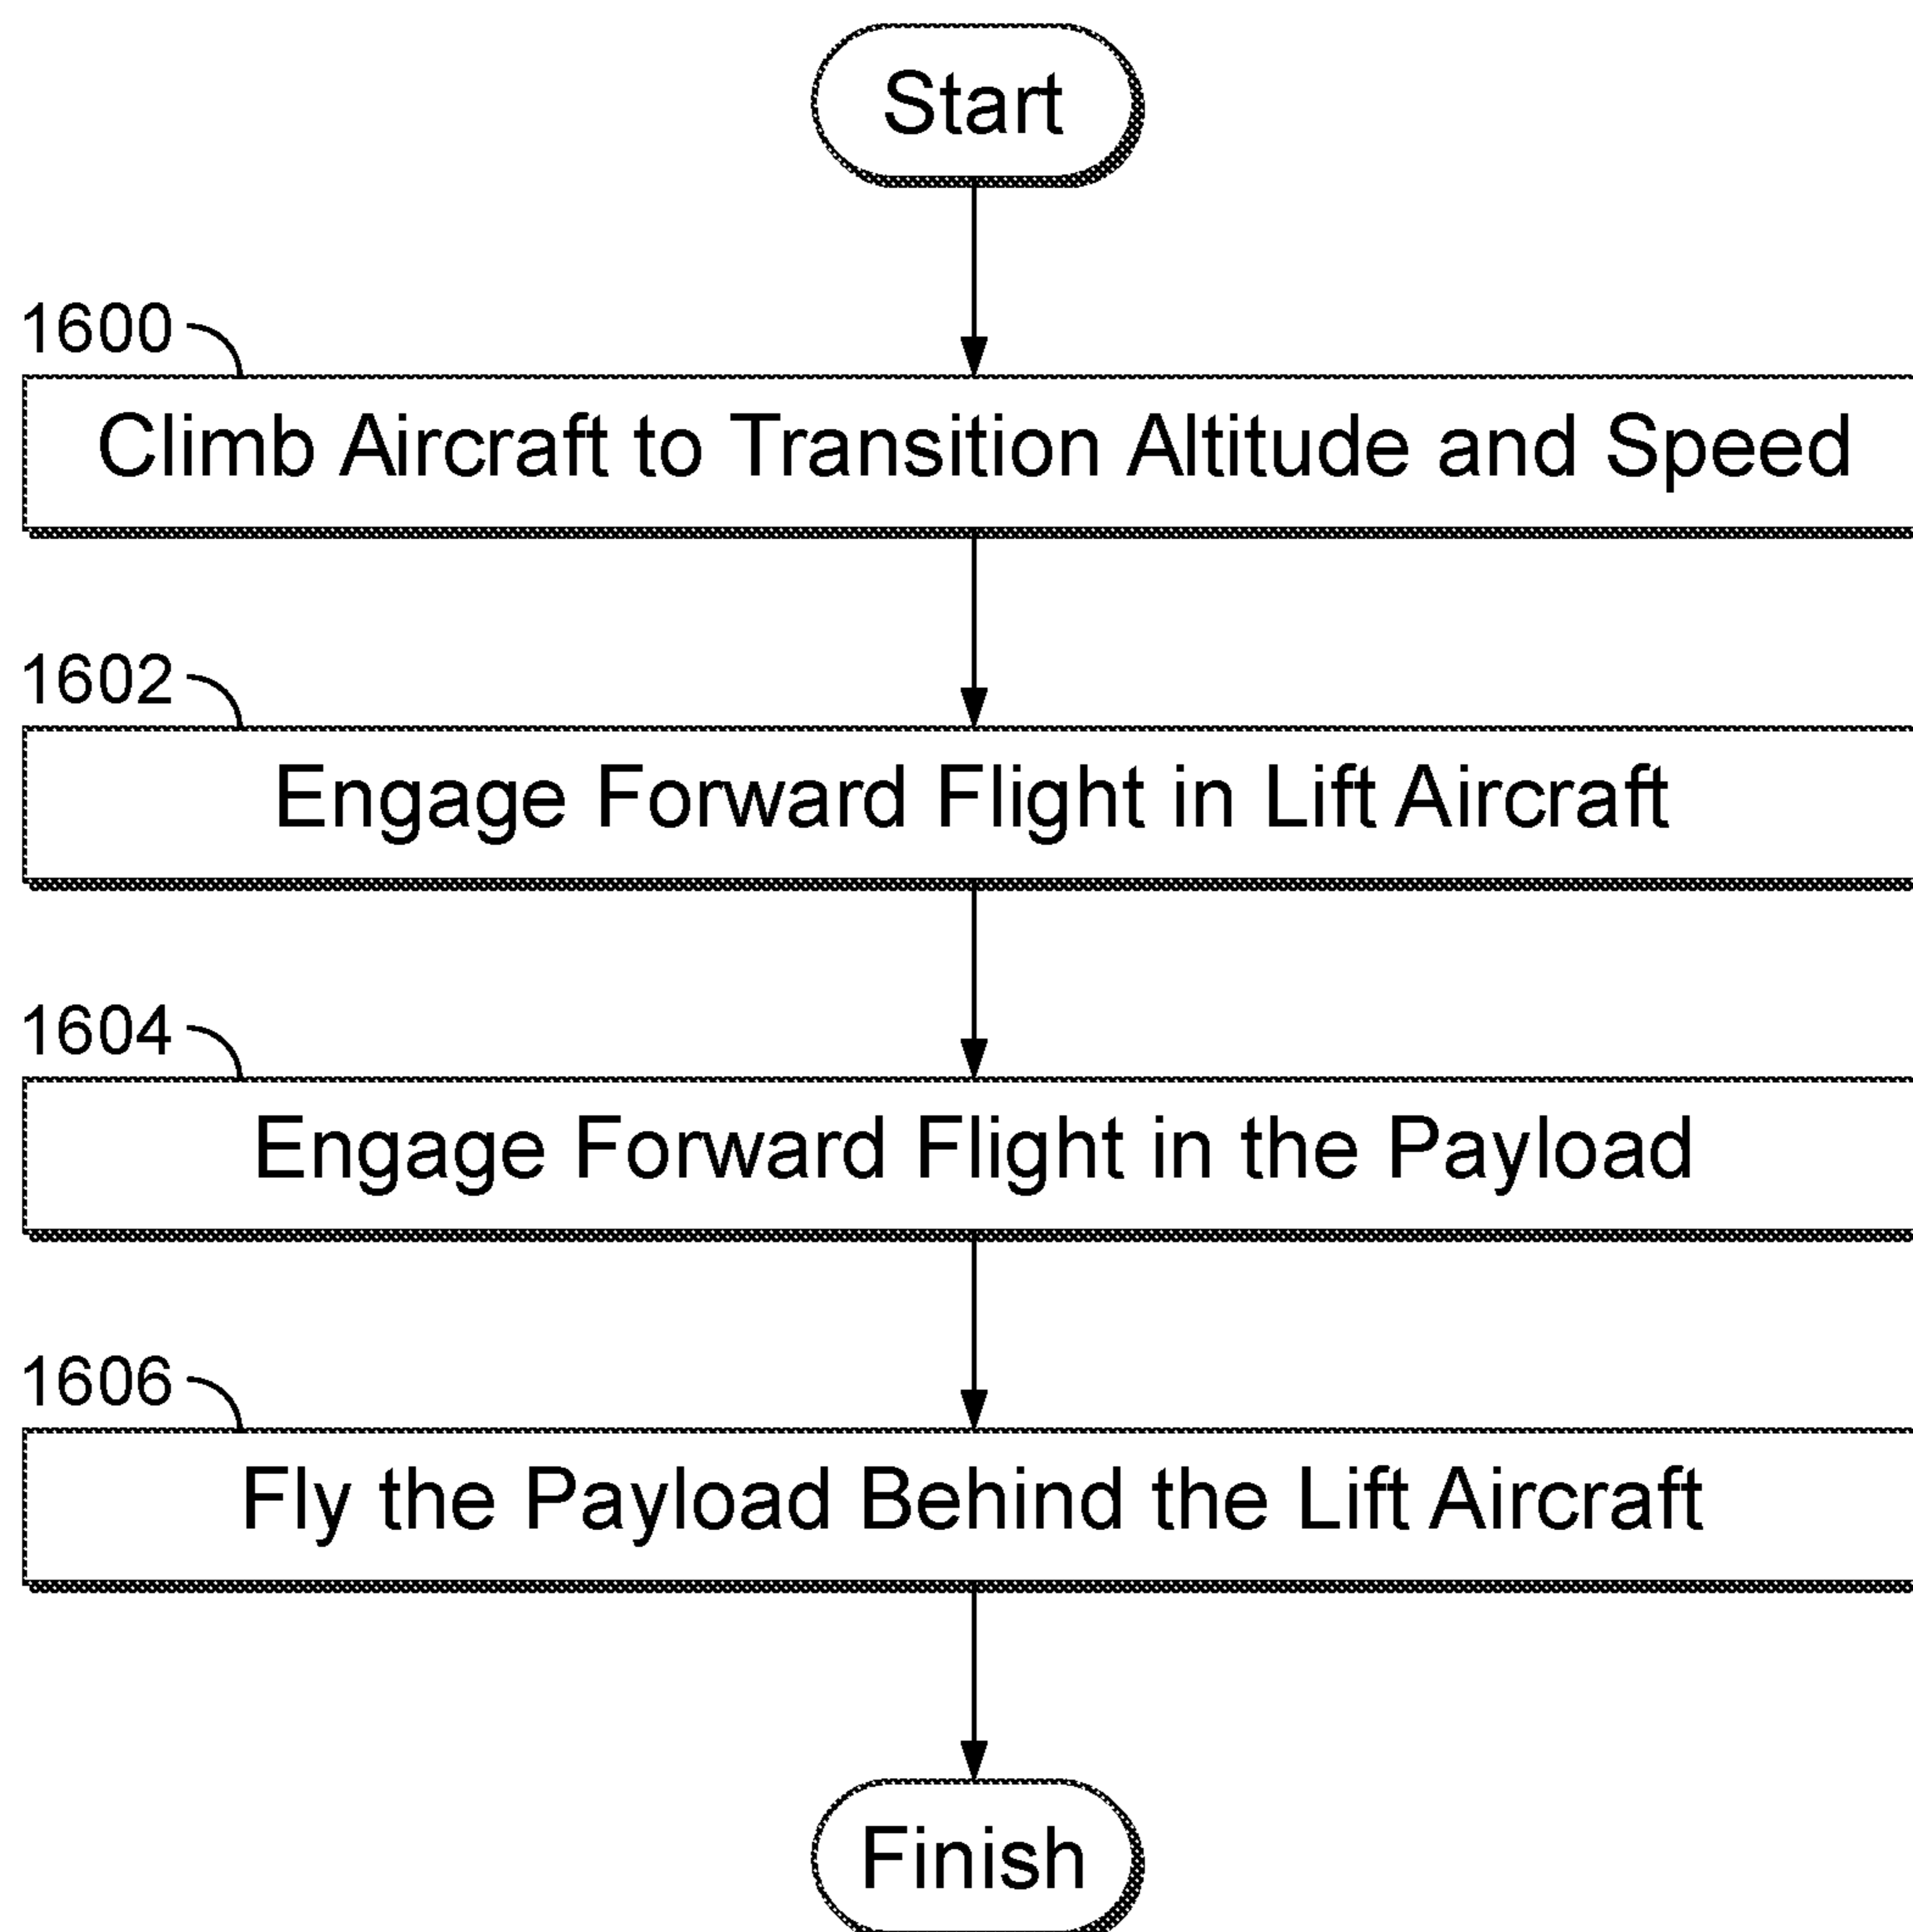 Start
1600
Climb Aircraft to Transition Altitude and Speed
1602
Engage Forward Flight in Lift Aircraft
1604
Engage Forward Flight in the Payload
1606
Fly the Payload Behind the Lift Aircraft
Finish